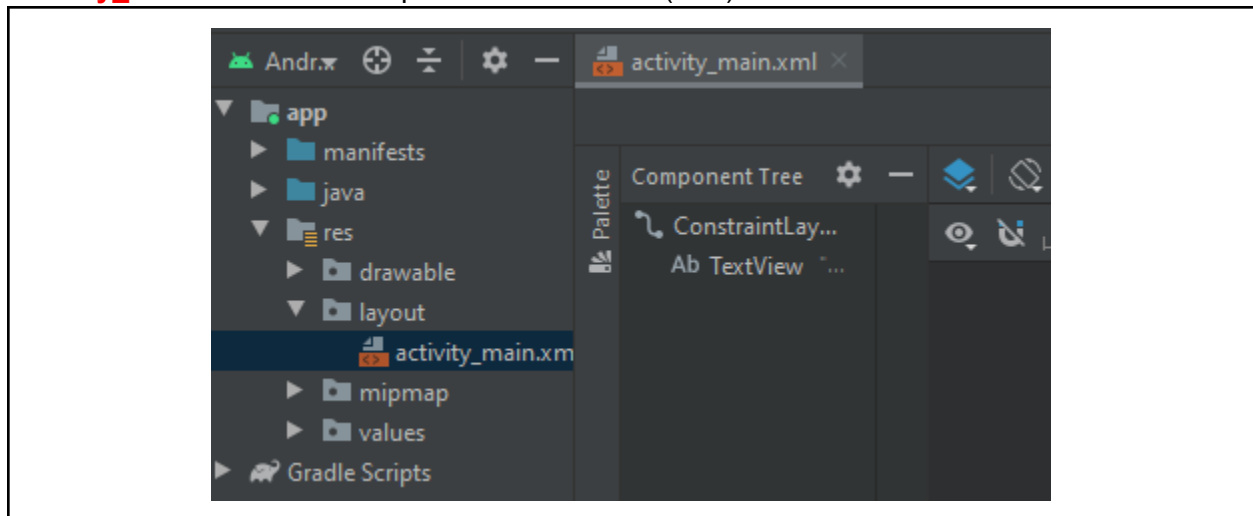 Andr.
activity_main.xml
app
manifests
java
res
drawable
layout
activity_main.xm
mipmap
values
Gradle Scripts
Palette
Component Tree
ConstraintLay...
Ab TextView "...